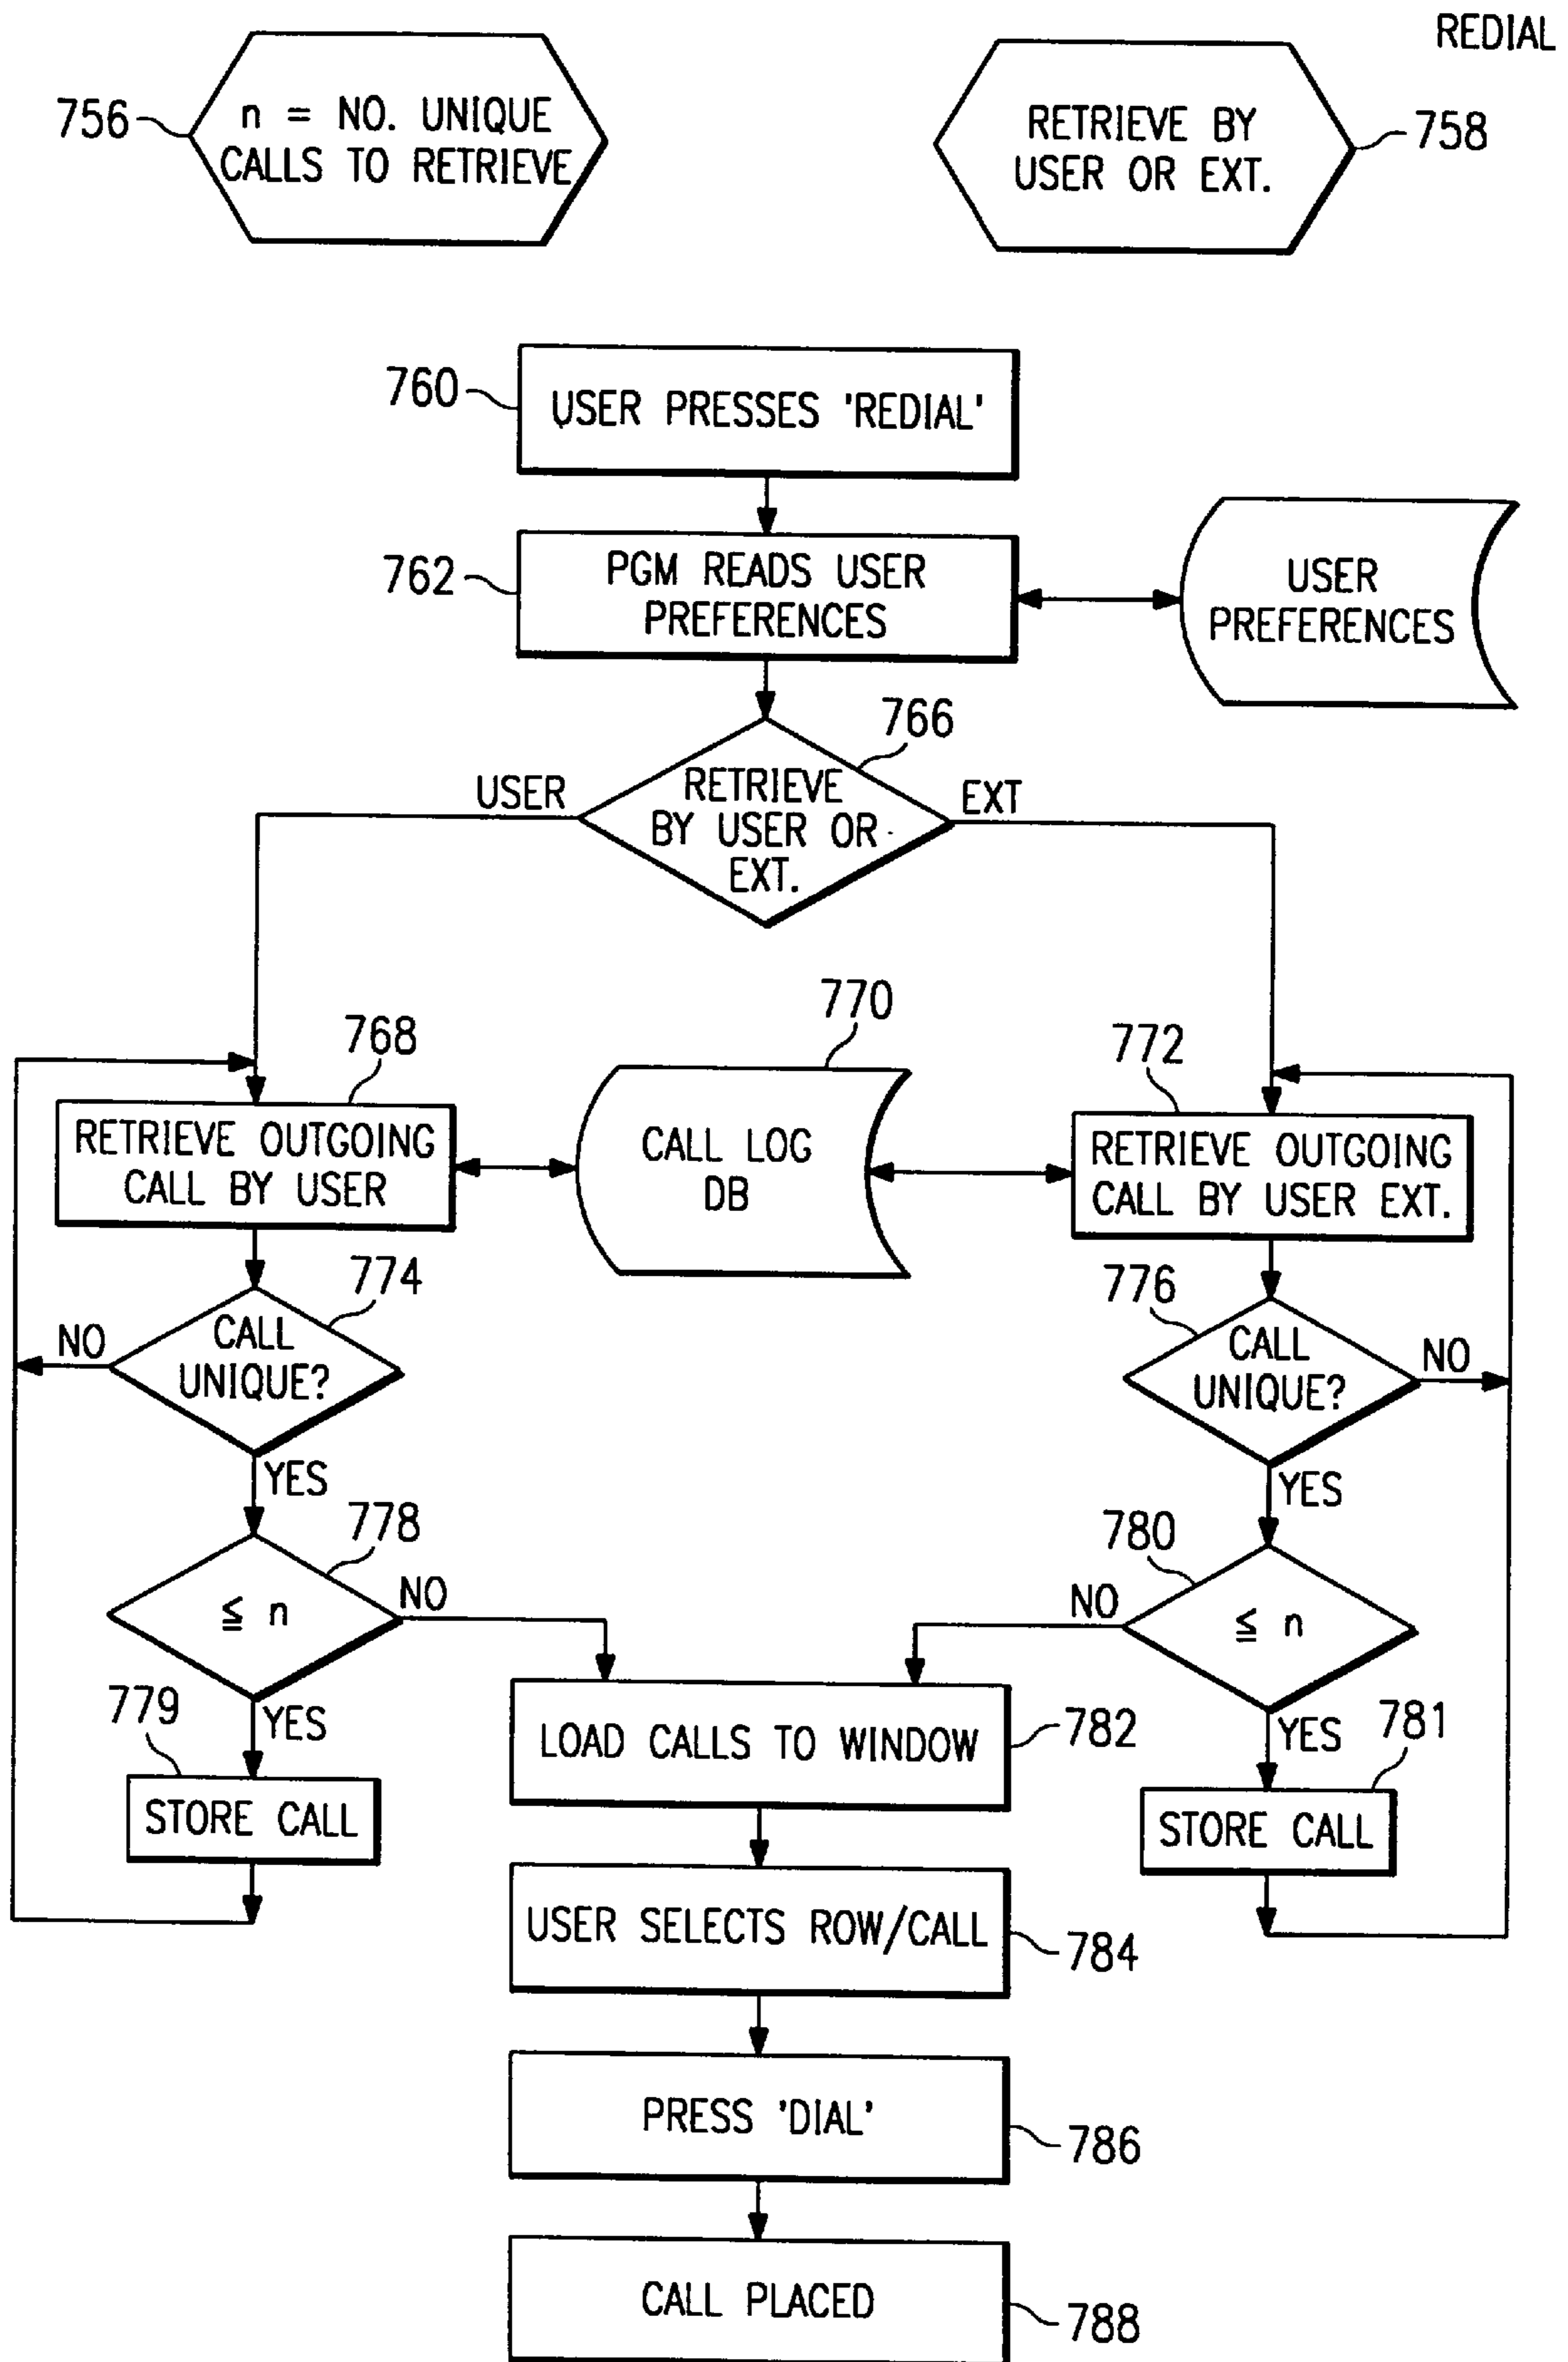 REDIAL
756
n = NO. UNIQUE
CALLS TO RETRIEVE
RETRIEVE BY
USER OR EXT.
758
760
USER PRESSES 'REDIAL'
762
PGM READS USER
PREFERENCES
USER
PREFERENCES
766
USER
RETRIEVE
BY USER OR
EXT.
EXT
768
770
772
RETRIEVE OUTGOING
CALL BY USER
CALL LOG
DB
RETRIEVE OUTGOING
CALL BY USER EXT.
774
776
NO
CALL
UNIQUE?
CALL
UNIQUE?
NO
YES
YES
778
780
≦ n
NO
NO
≦ n
779
YES
LOAD CALLS TO WINDOW
782
YES
781
STORE CALL
STORE CALL
USER SELECTS ROW/CALL
784
PRESS 'DIAL'
786
CALL PLACED
788